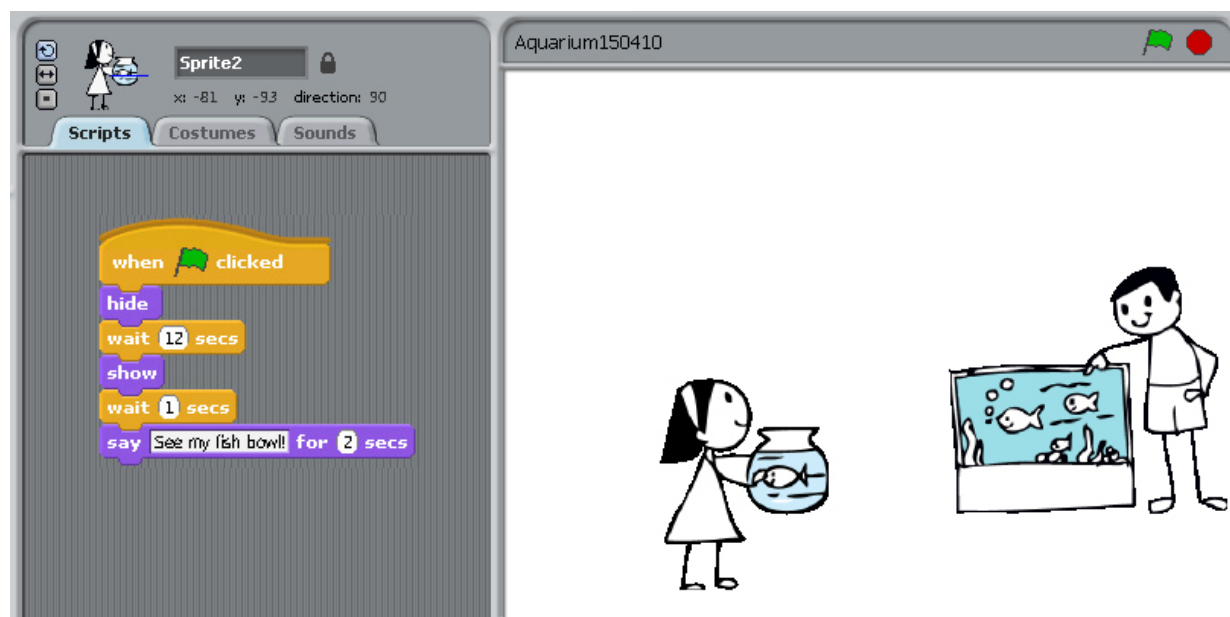 Sprite2
x: -81 y: -93 direction: 90
Scripts Costumes Sounds
when clicked
hide
wait 12 secs
show
wait 1 secs
say See my fish bowl! for 2 secs
Aquarium150410